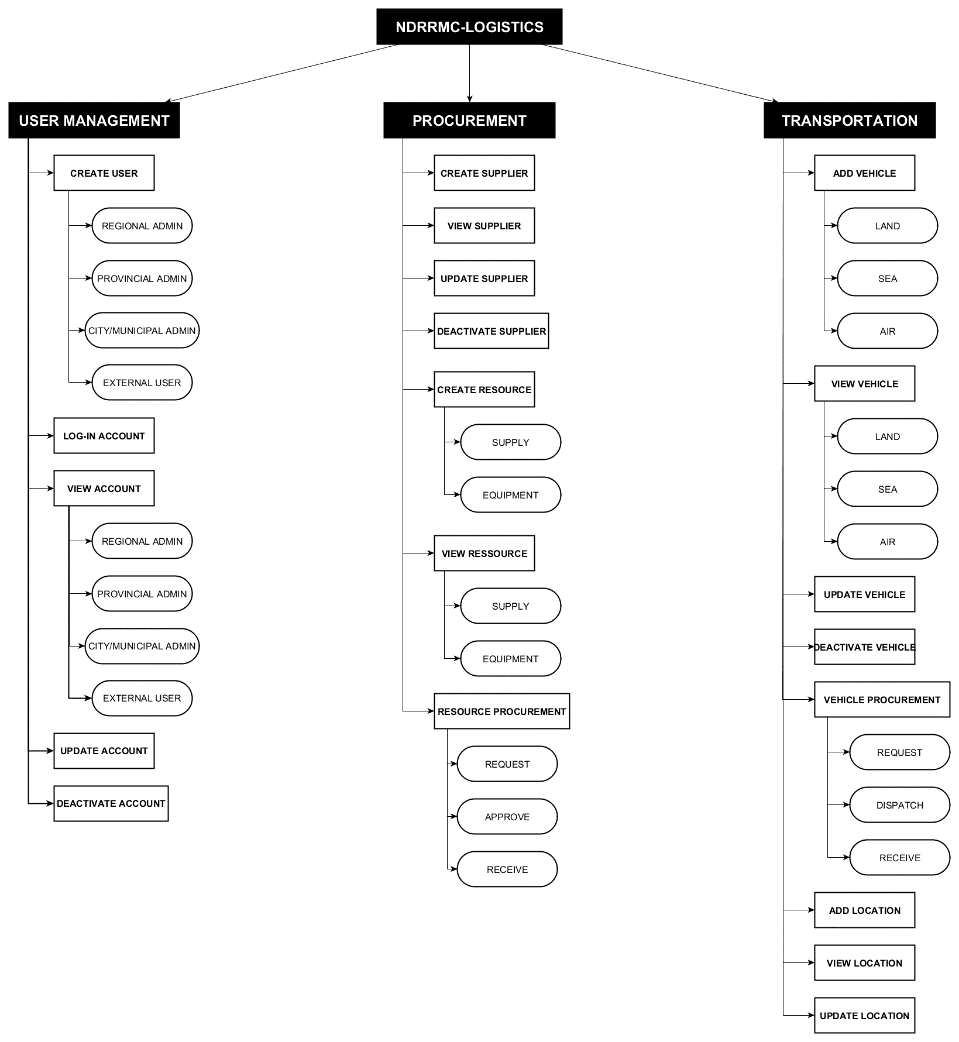 NDRRMC-LOGISTICS
USER MANAGEMENT
CREATE USER
REGIONAL ADMIN
PROVINCIAL ADMIN
CITY/MUNICIPAL ADMIN
EXTERNAL USER
LOG-IN ACCOUNT
VIEW ACCOUNT
REGIONAL ADMIN
PROVINCIAL ADMIN
CITY/MUNICIPAL ADMIN
EXTERNAL USER
UPDATE ACCOUNT
DEACTIVATE ACCOUNT
PROCUREMENT
CREATE SUPPLIER
VIEW SUPPLIER
UPDATE SUPPLIER
DEACTIVATE SUPPLIER
CREATE RESOURCE
SUPPLY
EQUIPMENT
VIEW RESSOURCE
SUPPLY
EQUIPMENT
RESOURCE PROCUREMENT
REQUEST
APPROVE
RECEIVE
TRANSPORTATION
ADD VEHICLE
LAND
SEA
AIR
VIEW VEHICLE
LAND
SEA
AIR
UPDATE VEHICLE
DEACTIVATE VEHICLE
VEHICLE PROCUREMENT
REQUEST
DISPATCH
RECEIVE
ADD LOCATION
VIEW LOCATION
UPDATE LOCATION